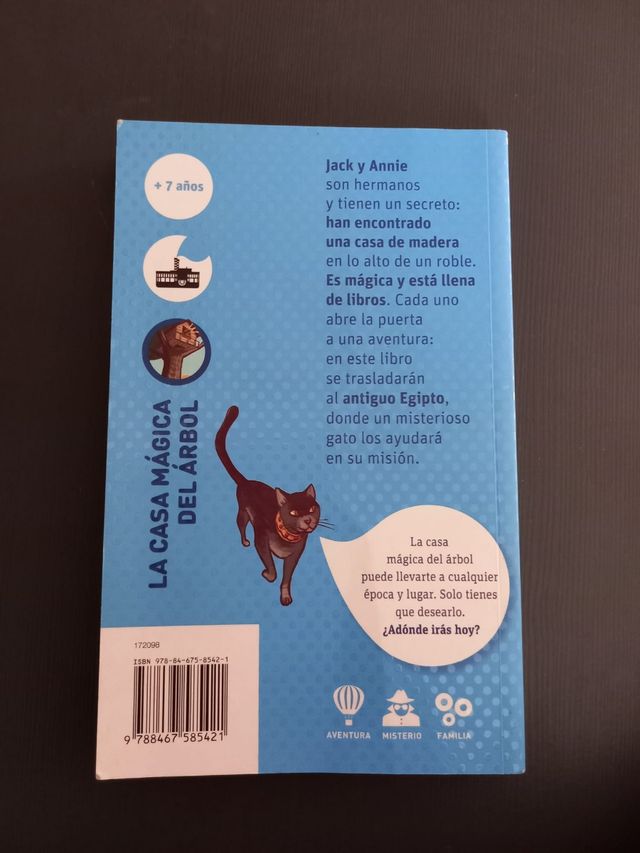 + 7 años
LA CASA MÁGICA
DEL ÁRBOL
Jack y Annie
son hermanos
y tienen un secreto:
han encontrado
una casa de madera
en lo alto de un roble.
Es mágica y está llena
de libros. Cada uno
abre la puerta
a una aventura:
en este libro
se trasladarán
al antiguo Egipto,
donde un misterioso
gato los ayudará
en su misión.
La casa
mágica del árbol
puede llevarte a cualquier
época y lugar. Solo tienes
que desearlo.
¿Adónde irás hoy?
172098
ISBN 978-84-675-8542-1
9 788467 585421
AVENTURA MISTERIO FAMILIA